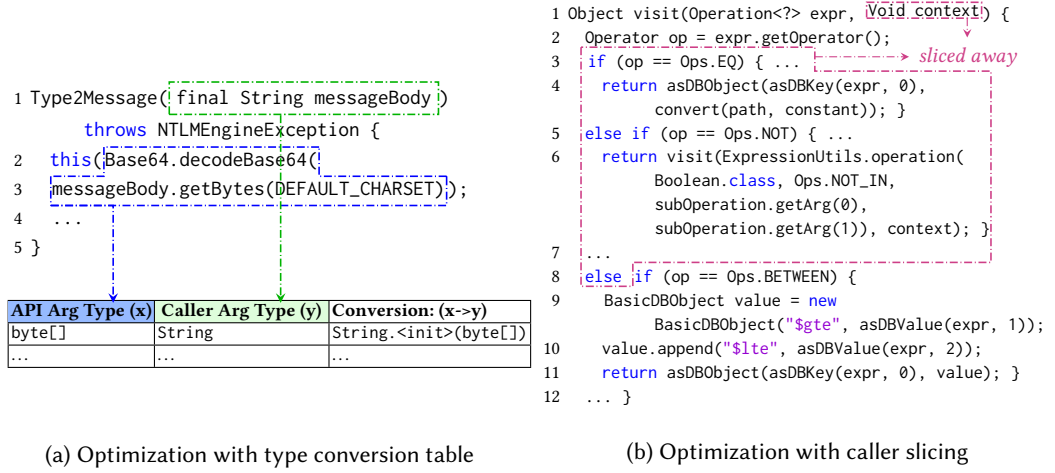 1 Type2Message( final String messageBody )
throws NTLMEngineException {
2 this(Base64.decodeBase64(
3 messageBody.getBytes(DEFAULT_CHARSET));
4 ...
5 }
API Arg Type (x) Caller Arg Type (y) Conversion: (x->y)
byte[] String String.<init>(byte[])
... ... ...
(a) Optimization with type conversion table
1 Object visit(Operation<?> expr, Void context) {
2 Operator op = expr.getOperator();
sliced away
3 if (op == Ops.EQ) { ...
4 return asDBObject(asDBKey(expr, 0),
convert(path, constant)); }
5 else if (op == Ops.NOT) { ...
6 return visit(ExpressionUtils.operation(
Boolean.class, Ops.NOT_IN,
subOperation.getArg(0),
subOperation.getArg(1)), context); }
7 ...
8 else if (op == Ops.BETWEEN) {
9 BasicDBObject value = new
BasicDBObject("$gte", asDBValue(expr, 1));
10 value.append("$lte", asDBValue(expr, 2));
11 return asDBObject(asDBKey(expr, 0), value); }
12 ... }
(b) Optimization with caller slicing